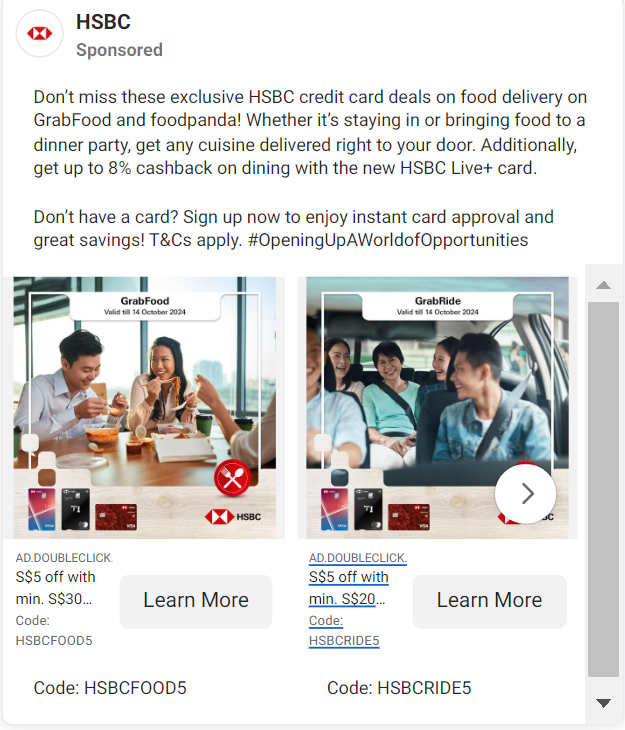 HSBC
Sponsored
Don’t miss these exclusive HSBC credit card deals on food delivery on
GrabFood and foodpanda! Whether it’s staying in or bringing food to a
dinner party, get any cuisine delivered right to your door. Additionally,
get up to 8% cashback on dining with the new HSBC Live+ card.
Don’t have a card? Sign up now to enjoy instant card approval and
great savings! T&Cs apply. #OpeningUpAWorldofOpportunities
GrabFood
Valid till 14 October 2024
HSBC
AD.DOUBLECLICK.
S$5 off with
min. S$30...
Code:
HSBCFOOD5
Learn More
Code: HSBCFOOD5
GrabRide
Valid till 14 October 2024
AD.DOUBLECLICK.
S$5 off with
min. S$20...
Code:
HSBCRIDE5
Learn More
Code: HSBCRIDE5